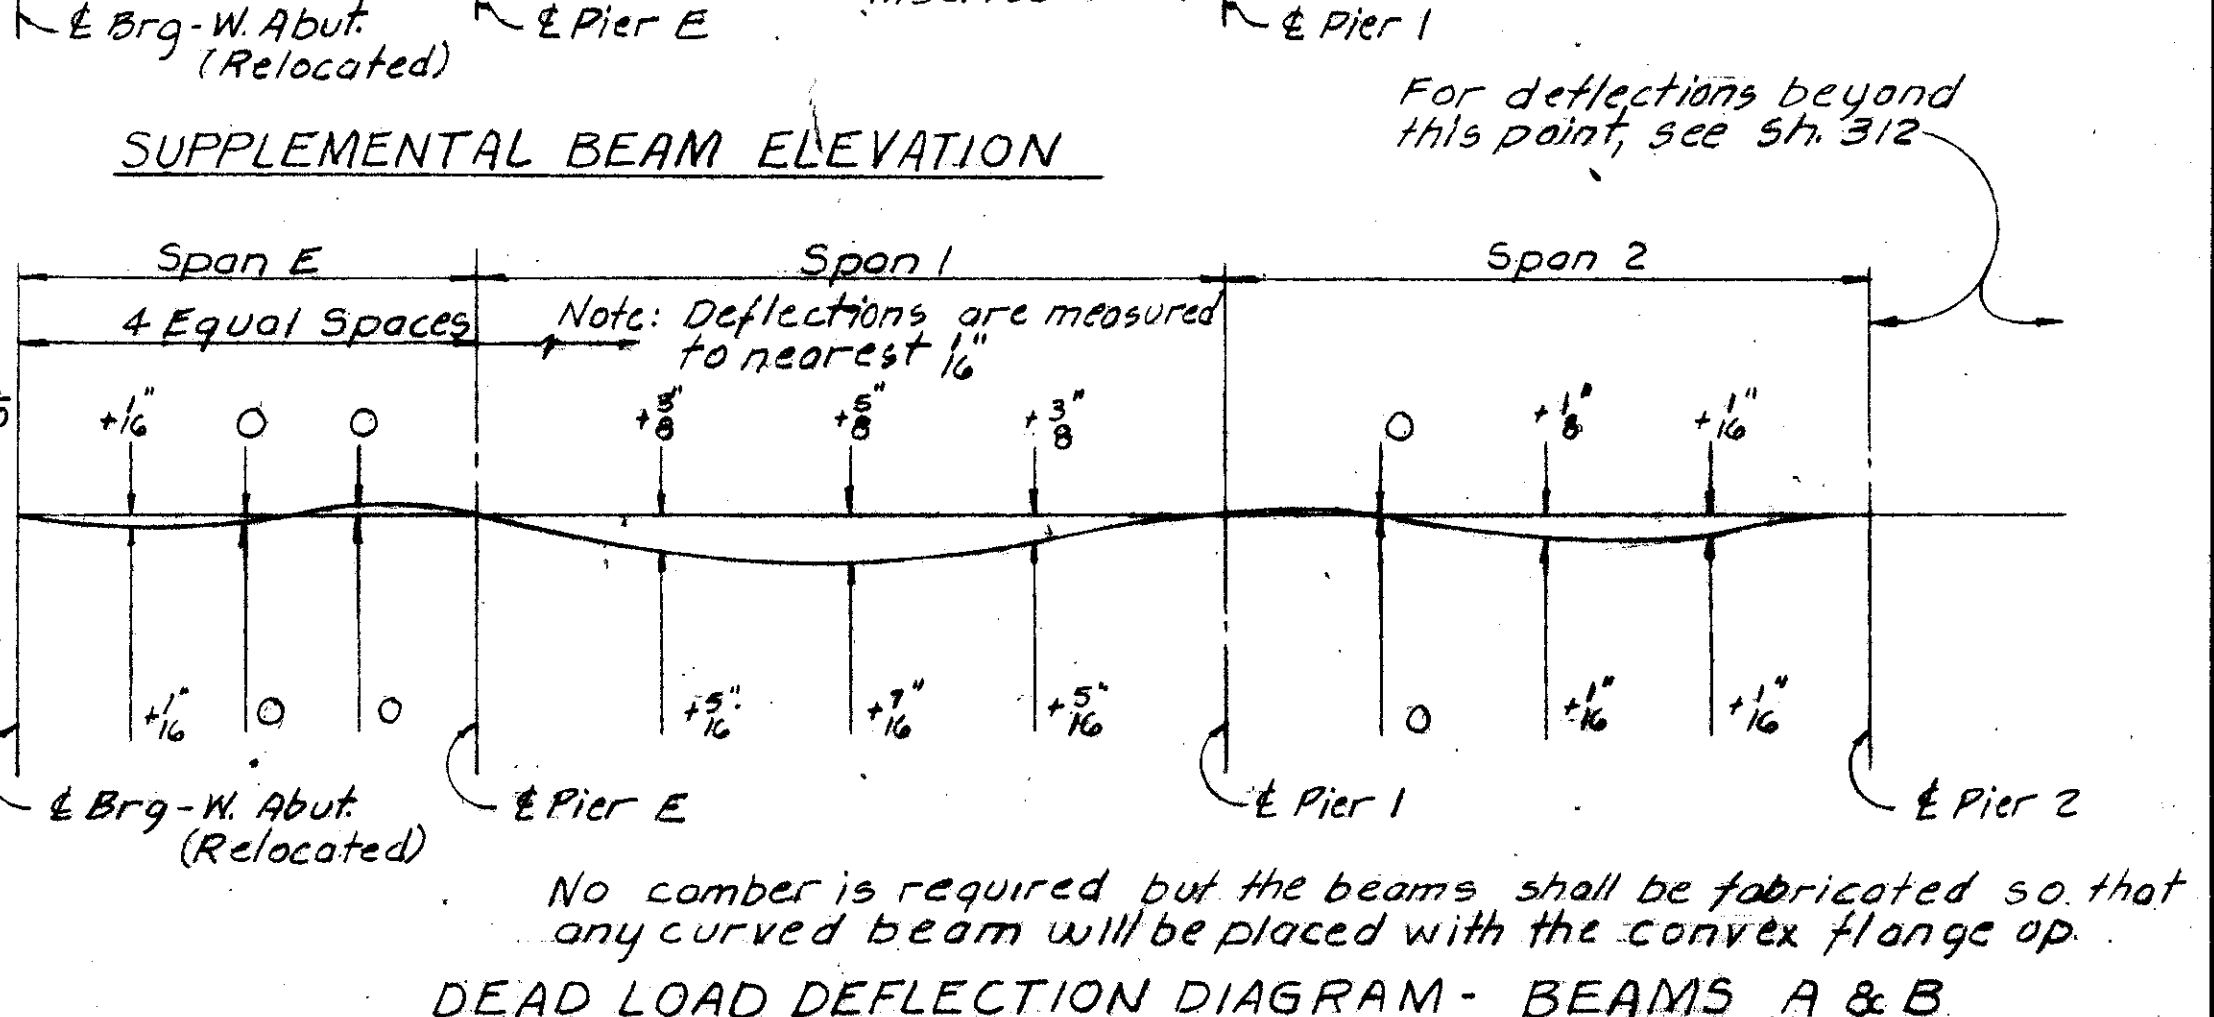 ℄ Brg-W. Abut.
(Relocated)
℄ Pier E
℄ Pier 1
For deflections beyond
this point, see Sh. 312
SUPPLEMENTAL BEAM ELEVATION
Span E
Span 1
Span 2
4 Equal Spaces
Note: Deflections are measured
to nearest 1/16"
+1/16" 0 0 +3/8" +5/8" +3/8" 0 +1/8" +1/16"
+1/16" 0 0 +5/16" +7/16" +5/16" 0 +1/16" +1/16"
℄ Brg-W. Abut.
(Relocated)
℄ Pier E
℄ Pier 1
℄ Pier 2
No camber is required but the beams shall be fabricated so that
any curved beam will be placed with the convex flange up.
DEAD LOAD DEFLECTION DIAGRAM - BEAMS A & B